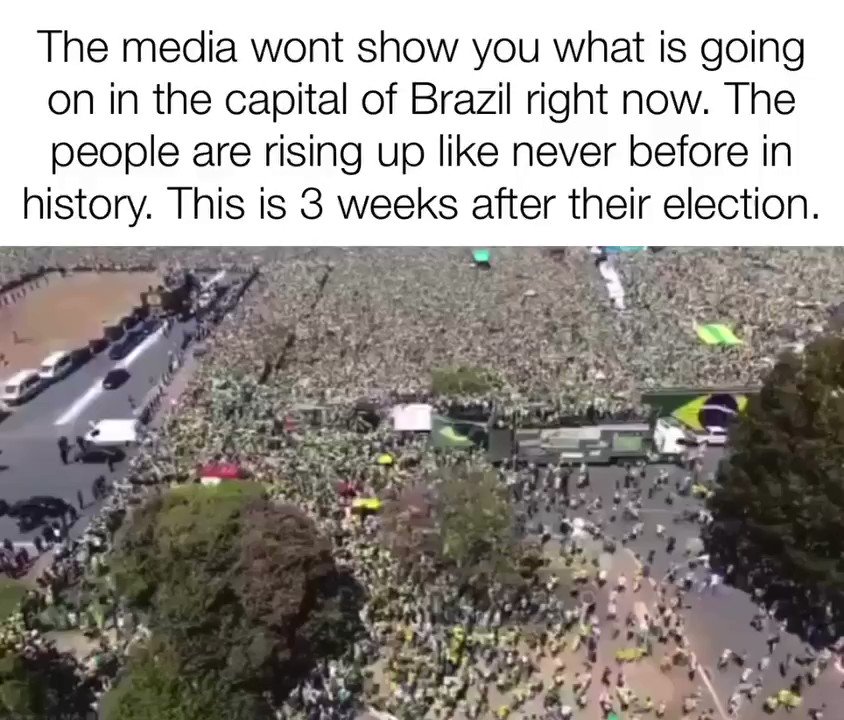 The media wont show you what is going
on in the capital of Brazil right now. The
people are rising up like never before in
history. This is 3 weeks after their election.